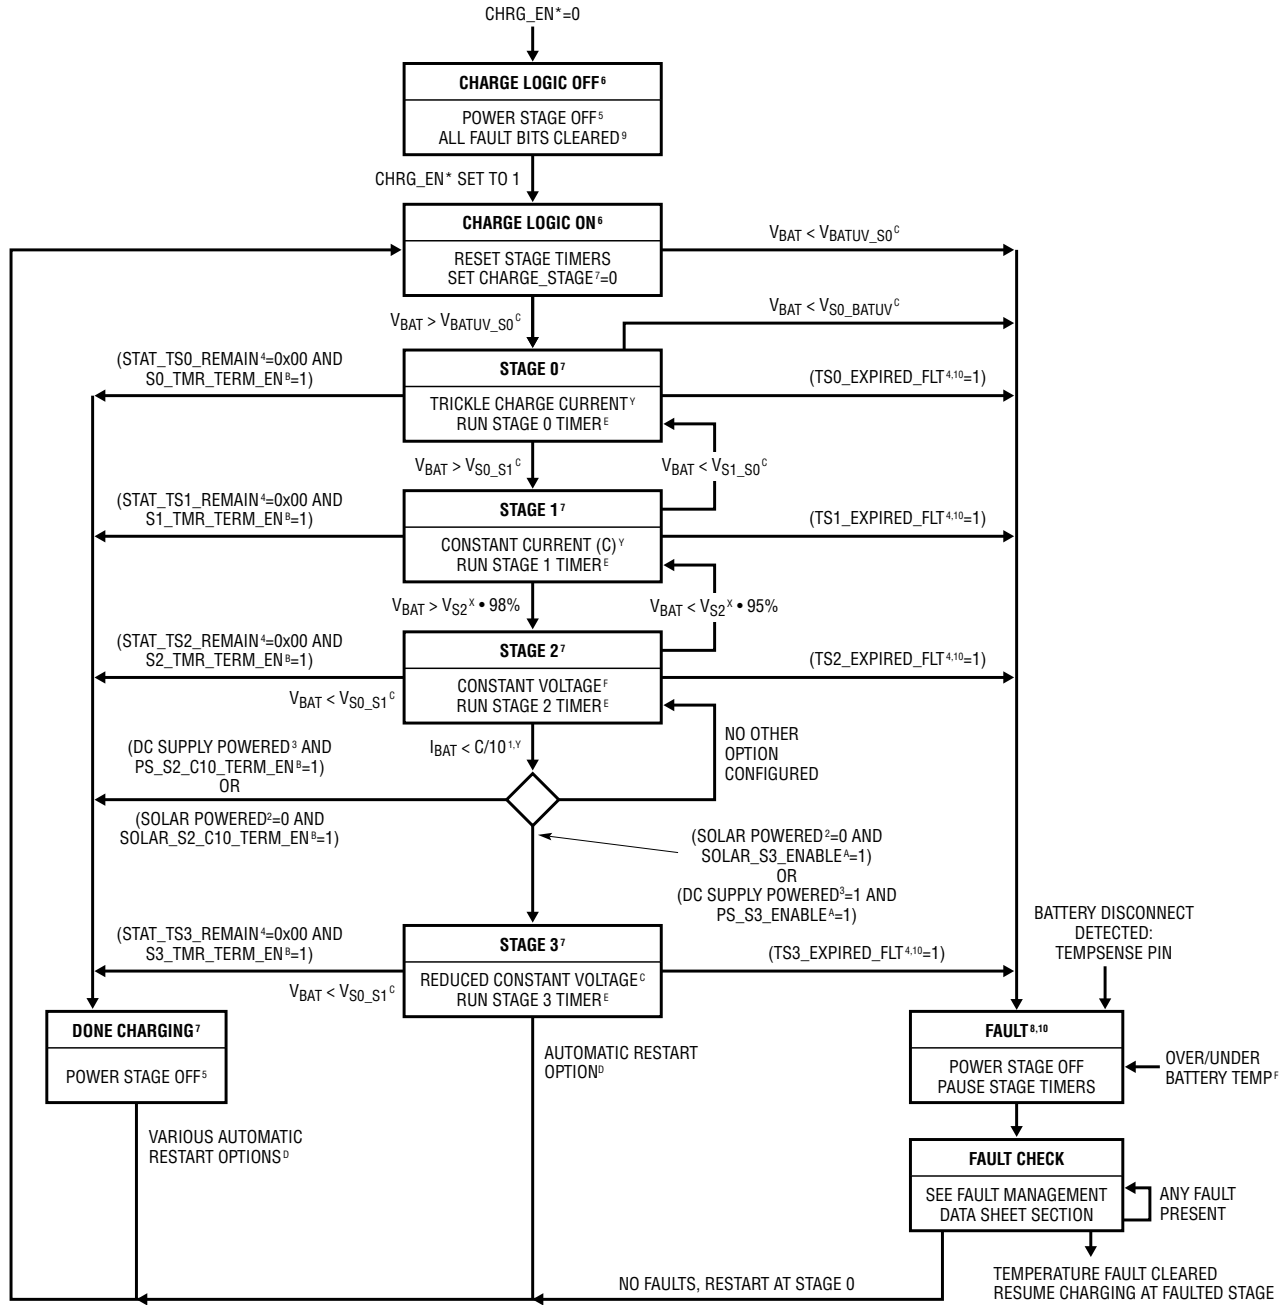 CHRG_EN*=0
CHARGE LOGIC OFF⁶
POWER STAGE OFF⁵
ALL FAULT BITS CLEARED⁹
CHRG_EN* SET TO 1
CHARGE LOGIC ON⁶
RESET STAGE TIMERS
SET CHARGE_STAGE⁷=0
VBAT < VBATUV_S0ᶜ
VBAT > VBATUV_S0ᶜ
VBAT < VS0_BATUVᶜ
(STAT_TS0_REMAIN⁴=0x00 AND
S0_TMR_TERM_ENᴮ=1)
STAGE 0⁷
TRICKLE CHARGE CURRENTʸ
RUN STAGE 0 TIMERᴱ
(TS0_EXPIRED_FLT⁴,¹⁰=1)
VBAT > VS0_S1ᶜ
VBAT < VS1_S0ᶜ
(STAT_TS1_REMAIN⁴=0x00 AND
S1_TMR_TERM_ENᴮ=1)
STAGE 1⁷
CONSTANT CURRENT (C)ʸ
RUN STAGE 1 TIMERᴱ
(TS1_EXPIRED_FLT⁴,¹⁰=1)
VBAT > VS2ˣ • 98%
VBAT < VS2ˣ • 95%
(STAT_TS2_REMAIN⁴=0x00 AND
S2_TMR_TERM_ENᴮ=1)
VBAT < VS0_S1ᶜ
STAGE 2⁷
CONSTANT VOLTAGEF
RUN STAGE 2 TIMERᴱ
(TS2_EXPIRED_FLT⁴,¹⁰=1)
IBAT < C/10¹,ʸ
NO OTHER
OPTION
CONFIGURED
(DC SUPPLY POWERED³ AND
PS_S2_C10_TERM_ENᴮ=1)
OR
(SOLAR POWERED²=0 AND
SOLAR_S2_C10_TERM_ENᴮ=1)
(SOLAR POWERED²=0 AND
SOLAR_S3_ENABLEᴬ=1)
OR
(DC SUPPLY POWERED³=1 AND
PS_S3_ENABLEᴬ=1)
(STAT_TS3_REMAIN⁴=0x00 AND
S3_TMR_TERM_ENᴮ=1)
VBAT < VS0_S1ᶜ
STAGE 3⁷
REDUCED CONSTANT VOLTAGEᶜ
RUN STAGE 3 TIMERᴱ
(TS3_EXPIRED_FLT⁴,¹⁰=1)
BATTERY DISCONNECT
DETECTED:
TEMPSENSE PIN
DONE CHARGING⁷
POWER STAGE OFF⁵
AUTOMATIC RESTART
OPTIONᴰ
FAULT⁸,¹⁰
POWER STAGE OFF
PAUSE STAGE TIMERS
OVER/UNDER
BATTERY TEMPF
VARIOUS AUTOMATIC
RESTART OPTIONSᴰ
FAULT CHECK
SEE FAULT MANAGEMENT
DATA SHEET SECTION
ANY FAULT
PRESENT
NO FAULTS, RESTART AT STAGE 0
TEMPERATURE FAULT CLEARED
RESUME CHARGING AT FAULTED STAGE